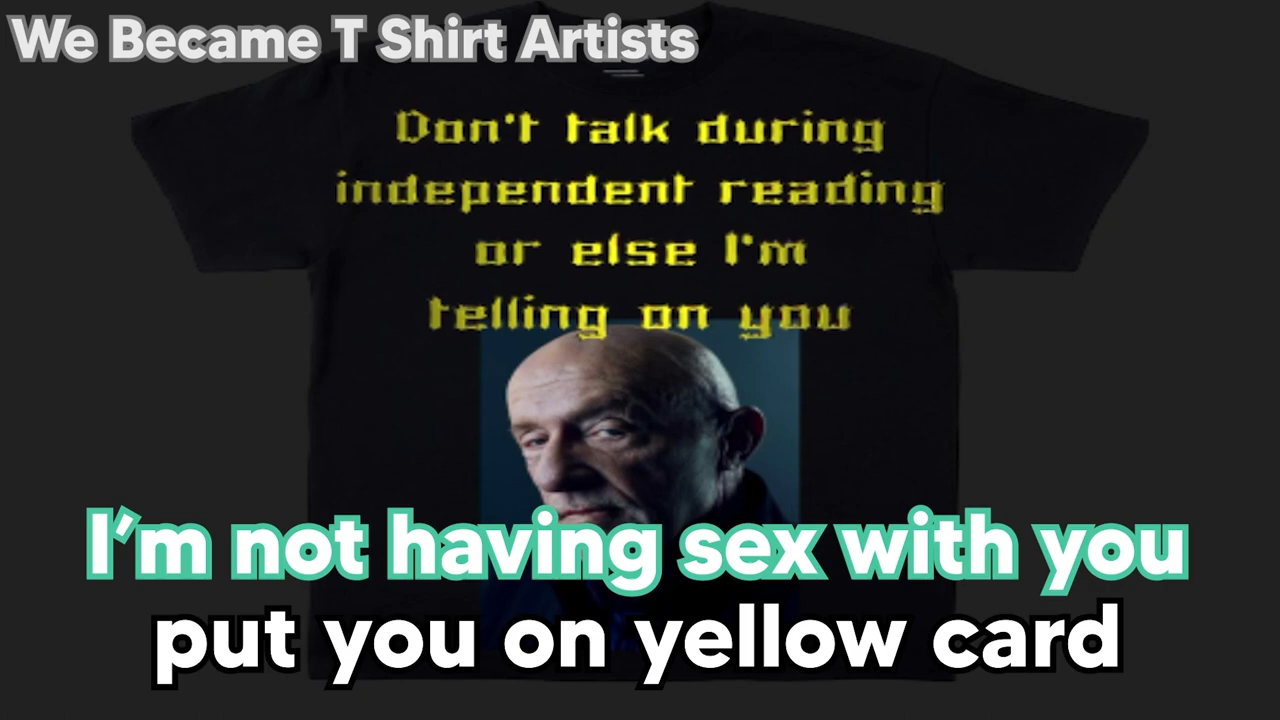 We Became T Shirt Artists
Don't talk during
independent reading
or else I'm
telling on you
I'm not having sex with you
put you on yellow card